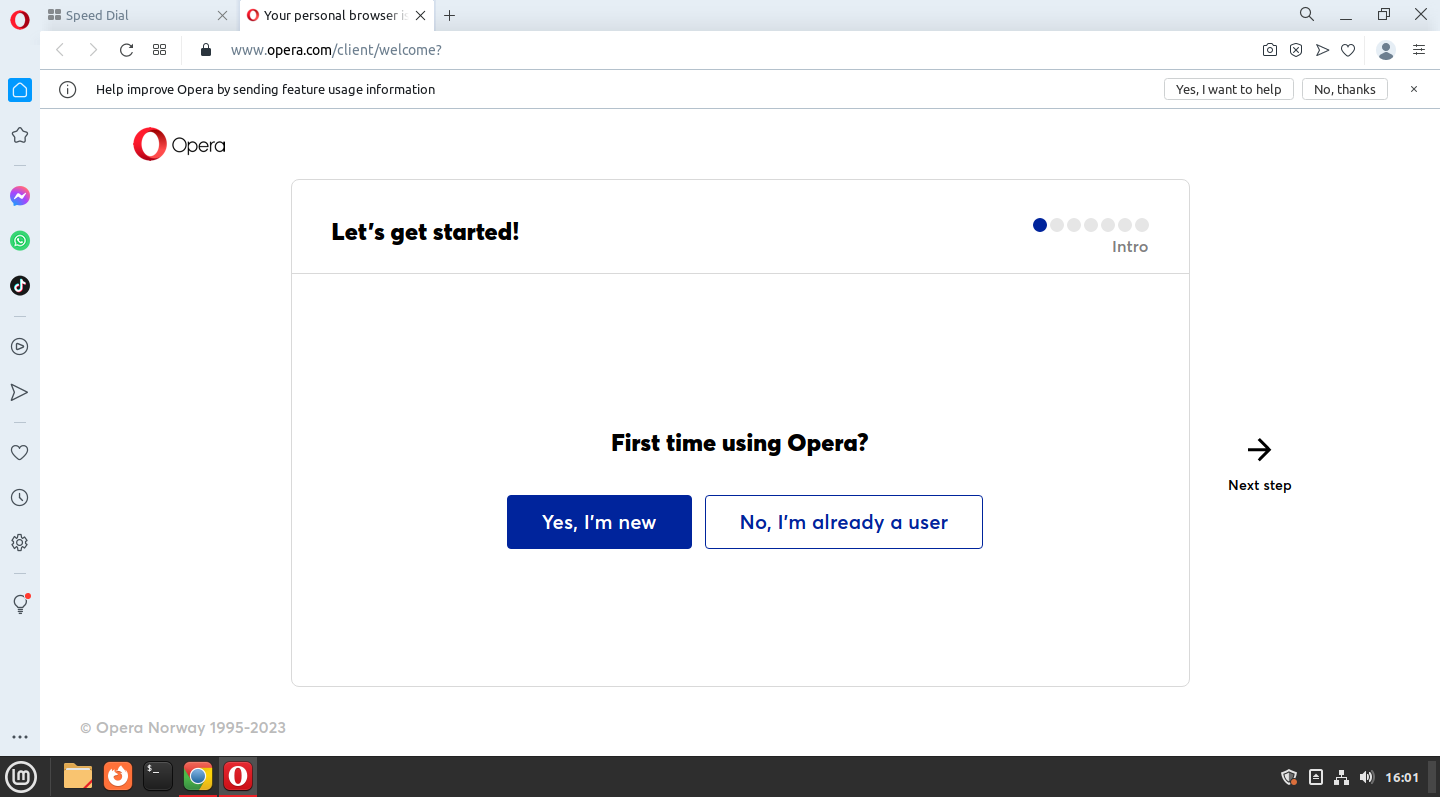 Speed Dial
Your personal browser is
www.opera.com/client/welcome?
Help improve Opera by sending feature usage information
Yes, I want to help
No, thanks
Opera
Let's get started!
Intro
First time using Opera?
Yes, I'm new
No, I'm already a user
Next step
© Opera Norway 1995-2023
$_
16:01